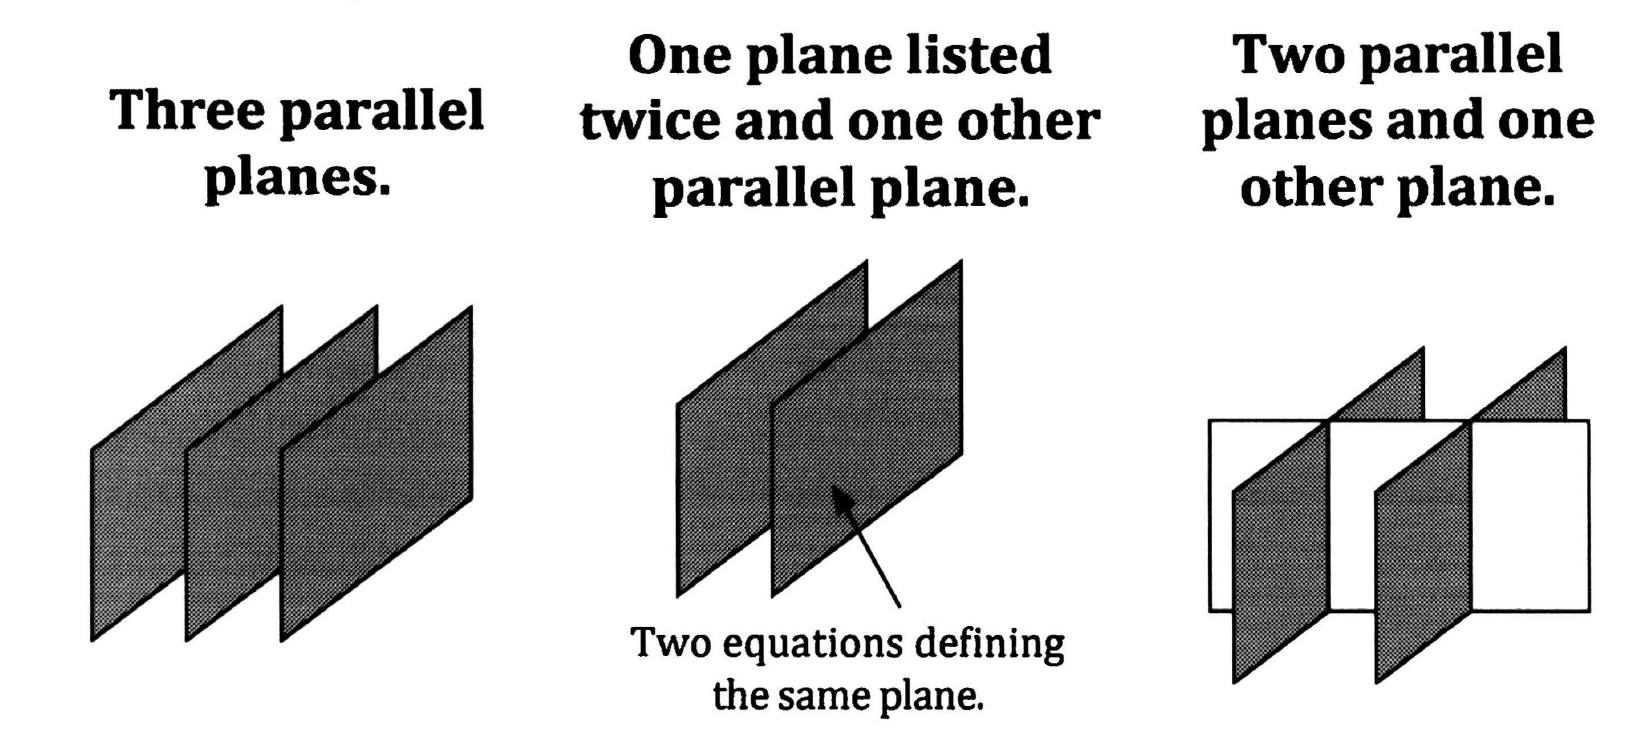 Three parallel
planes.
One plane listed
twice and one other
parallel plane.
Two parallel
planes and one
other plane.
Two equations defining
the same plane.